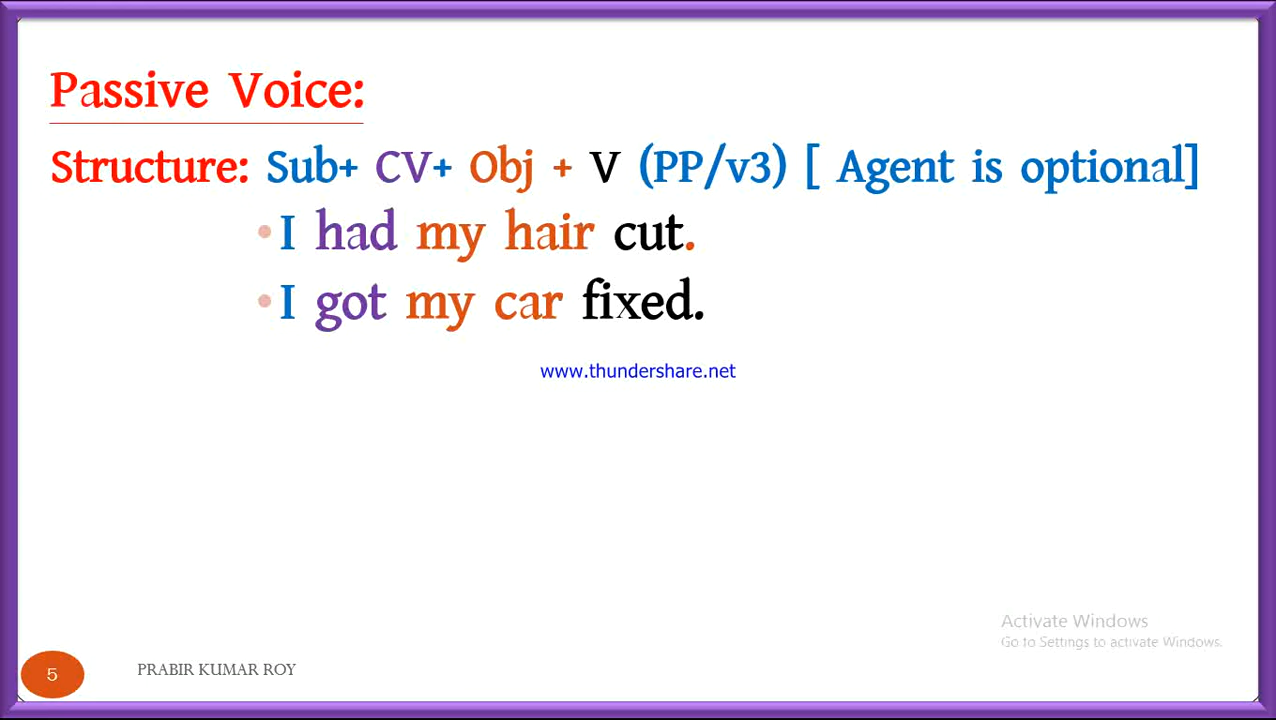 Passive Voice:
Structure: Sub+ CV+ Obj + V (PP/v3) [ Agent is optional]
• I had my hair cut.
• I got my car fixed.
www.thundershare.net
Activate Windows
Go to Settings to activate Windows.
5 PRABIR KUMAR ROY